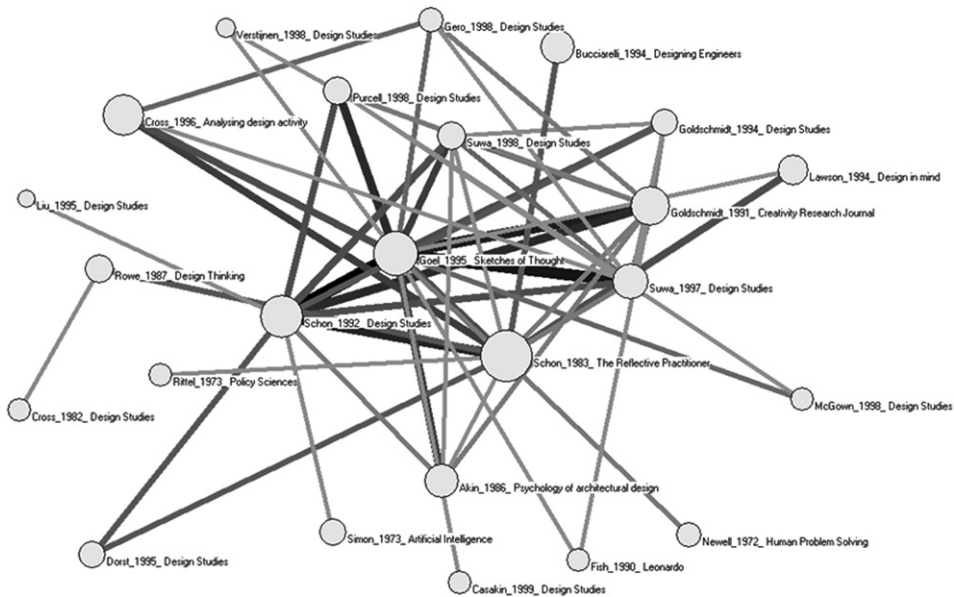 Verstijnen_1998_ Design Studies
Gero_1998_ Design Studies
Bucciarelli_1994_ Designing Engineers
Purcell_1998_ Design Studies
Cross_1996_ Analysing design activity
Suwa_1998_ Design Studies
Goldschmidt_1994_ Design Studies
Lawson_1994_ Design in mind
Liu_1995_ Design Studies
Goldschmidt_1991_ Creativity Research Journal
Goel_1995_ Sketches of Thought
Rowe_1987_ Design Thinking
Suwa_1997_ Design Studies
Schon_1992_ Design Studies
Schon_1983_ The Reflective Practitioner
Rittel_1973_ Policy Sciences
McGown_1998_ Design Studies
Cross_1982_ Design Studies
Akin_1986_ Psychology of architectural design
Simon_1973_ Artificial Intelligence
Newell_1972_ Human Problem Solving
Dorst_1995_ Design Studies
Fish_1990_ Leonardo
Casakin_1999_ Design Studies